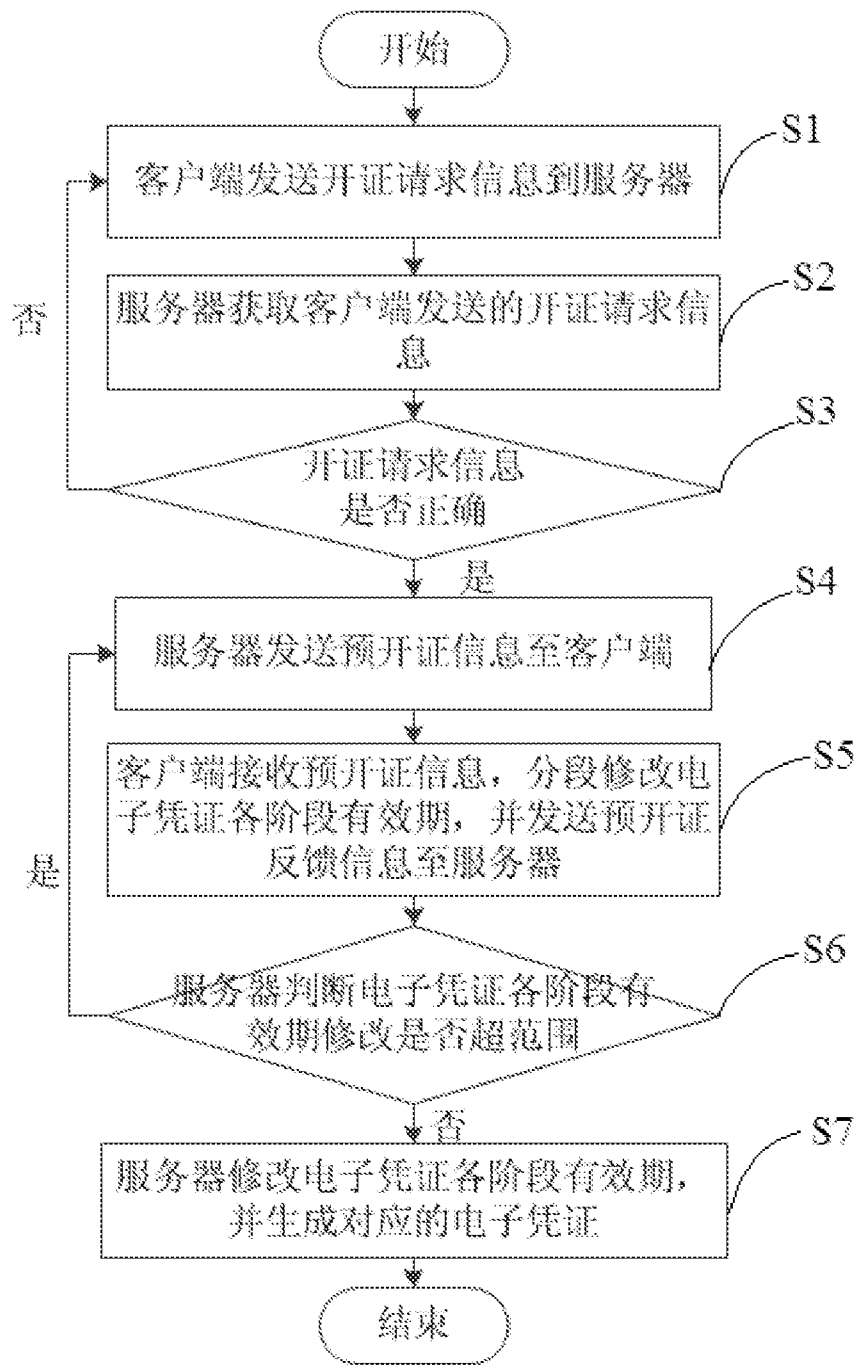 开始
S1
客户端发送开证请求信息到服务器
S2
服务器获取客户端发送的开证请求信
息
否
S3
开证请求信息
是否正确
是
S4
服务器发送预开证信息至客户端
S5
客户端接收预开证信息，分段修改电
子凭证各阶段有效期，并发送预开证
反馈信息至服务器
是
S6
服务器判断电子凭证各阶段有
效期修改是否超范围
否
S7
服务器修改电子凭证各阶段有效期，
并生成对应的电子凭证
结束